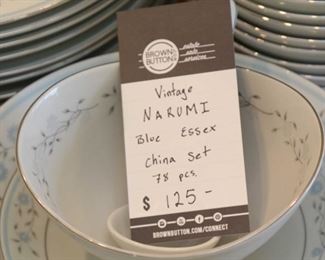 BROWN
BUTTON
estate
sale
services
Vintage
NARUMI
Blue Essex
China Set
78 pcs.
$ 125-
BROWNBUTTON.COM/CONNECT